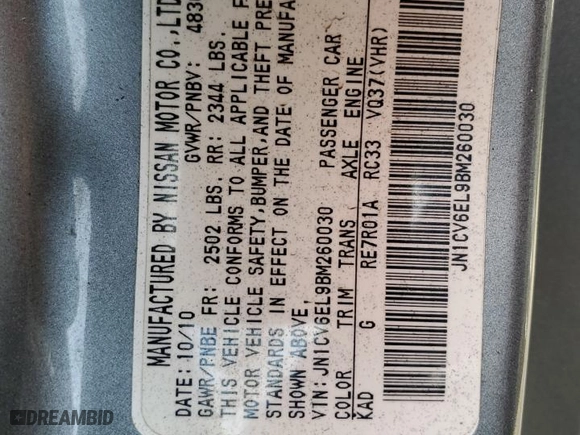 MANUFACTURED BY NISSAN MOTOR CO.,LTD
DATE: 10/10 GVWR/PNBV: 483
GAWR/PNBE FR: 2502 LBS. RR: 2344 LBS.
THIS VEHICLE CONFORMS TO ALL APPLICABLE F
MOTOR VEHICLE SAFETY,BUMPER,AND THEFT PRE
STANDARDS IN EFFECT ON THE DATE OF MANUFA
SHOWN ABOVE,
VIN:JN1CV6EL9BM260030 PASSENGER CAR
COLOR TRIM TRANS AXLE ENGINE
KAD G RE7R01A RC33 VQ37(VHR)
JN1CV6EL9BM260030
DREAMBID